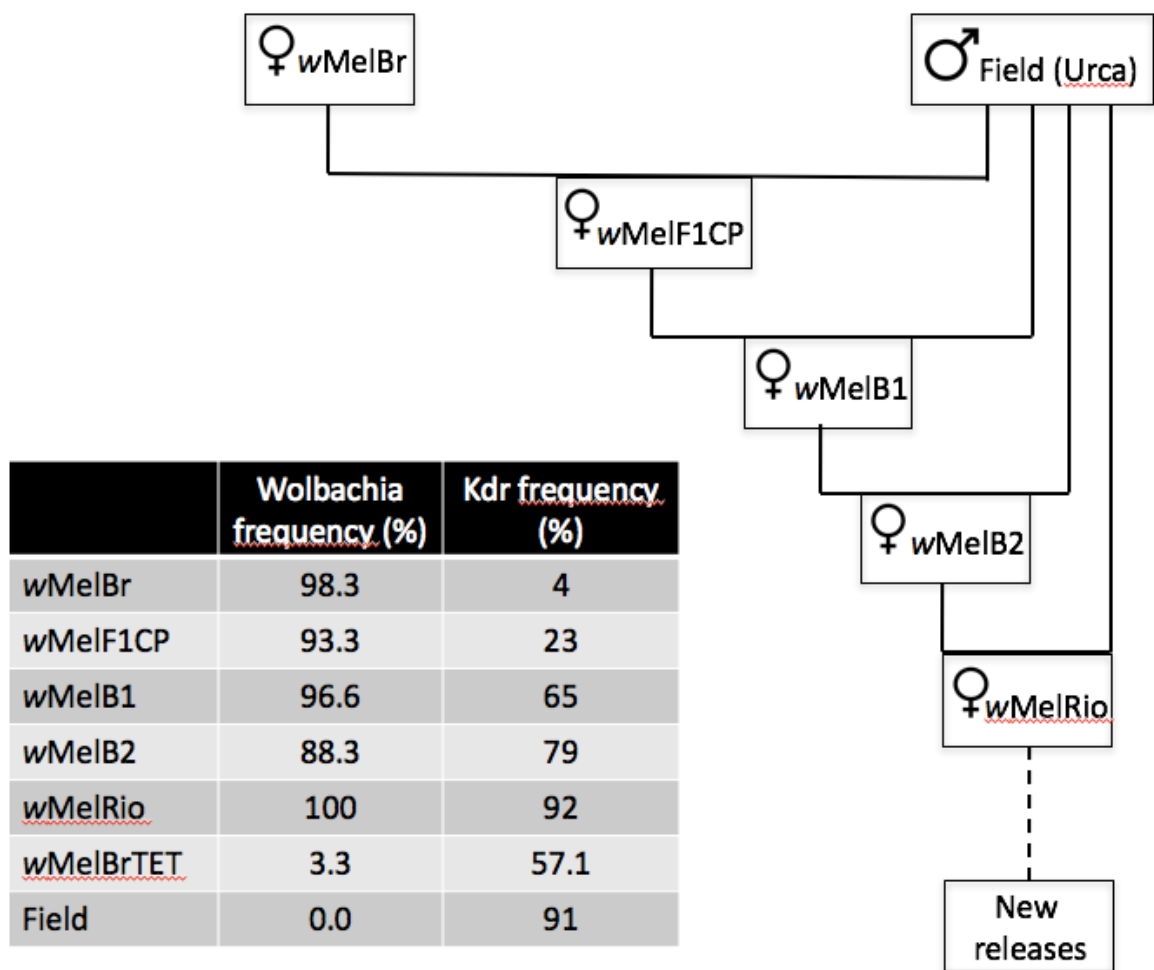 ♀wMelBr
♂Field (Urca)
♀wMelF1CP
♀wMelB1
♀wMelB2
♀wMelRio
New
releases
Wolbachia frequency (%) Kdr frequency (%)
wMelBr 98.3 4
wMelF1CP 93.3 23
wMelB1 96.6 65
wMelB2 88.3 79
wMelRio 100 92
wMelBrTET 3.3 57.1
Field 0.0 91